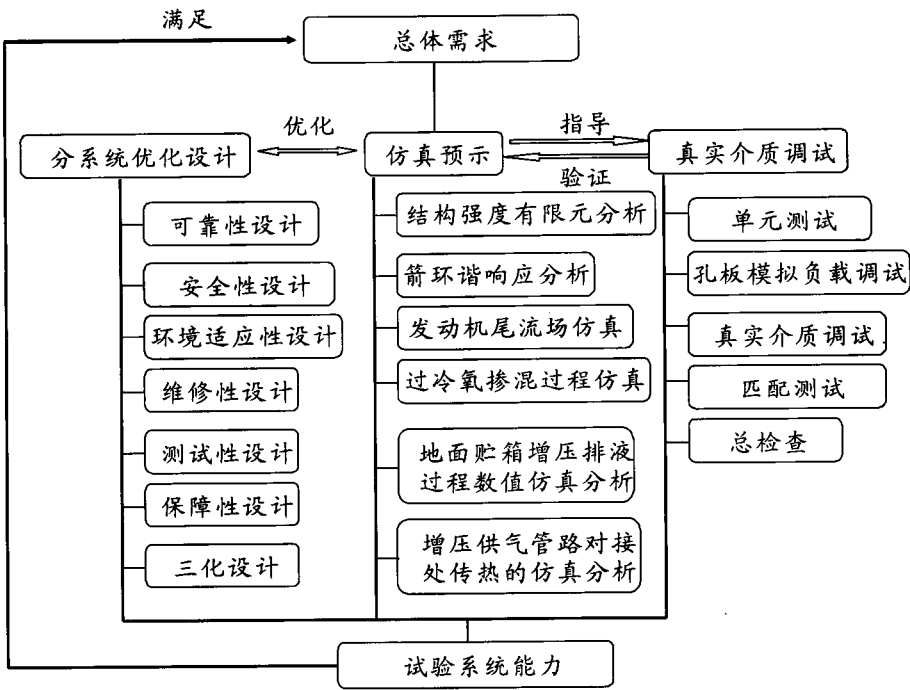 满足
总体需求
优化
指导
分系统优化设计
仿真预示
真实介质调试
验证
可靠性设计
安全性设计
环境适应性设计
维修性设计
测试性设计
保障性设计
三化设计
结构强度有限元分析
箭环谐响应分析
发动机尾流场仿真
过冷氧掺混过程仿真
地面贮箱增压排液
过程数值仿真分析
增压供气管路对接
处传热的仿真分析
单元测试
孔板模拟负载调试
真实介质调试
匹配测试
总检查
试验系统能力